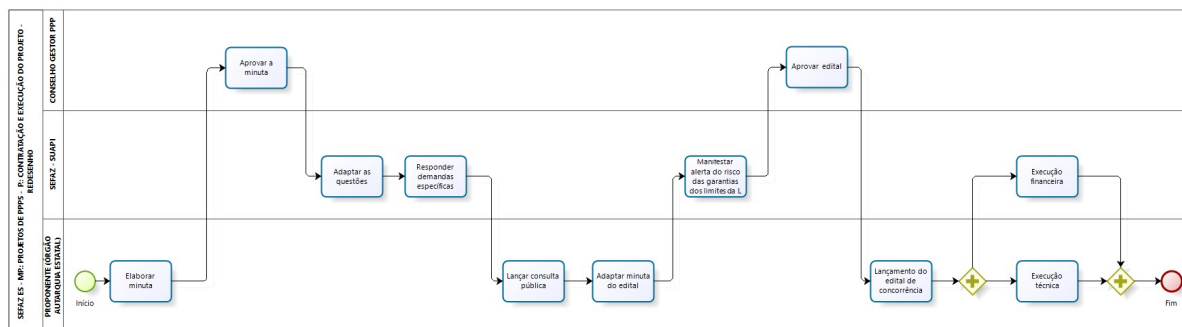 SEFAZ ES - MP: PROJETOS DE PPPS - P: CONTRATAÇÃO E EXECUÇÃO DO PROJETO -
REDESENHO
CONSELHO GESTOR PPP
Aprovar a
minuta
Aprovar edital
SEFAZ - SUAPI
Adaptar as
questões
Responder
demandas
específicas
Manifestar
alerta do risco
das garantias
dos limites da L
Execução
financeira
PROPONENTE (ÓRGÃO
AUTARQUIA ESTATAL)
Início
Elaborar
minuta
Lançar consulta
pública
Adaptar minuta
do edital
Lançamento do
edital de
concorrência
Execução
técnica
Fim